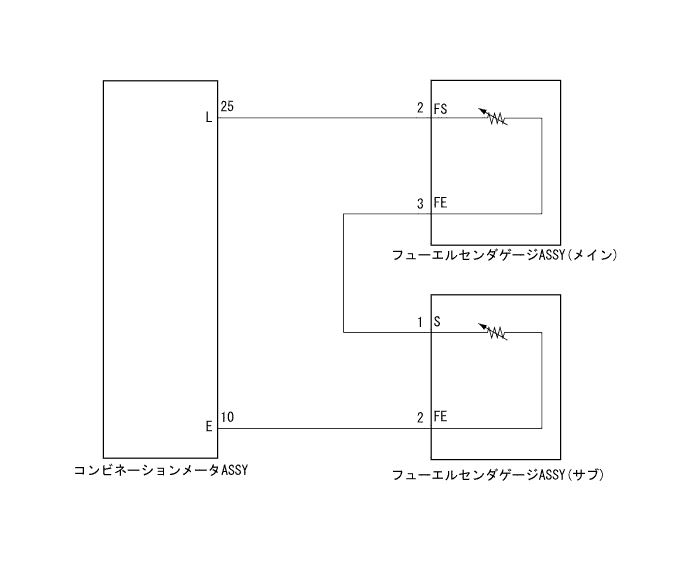 25
L
2 FS
3 FE
フューエルセンダゲージASSY(メイン)
1 S
10
E
2 FE
コンビネーションメータASSY
フューエルセンダゲージASSY(サブ)